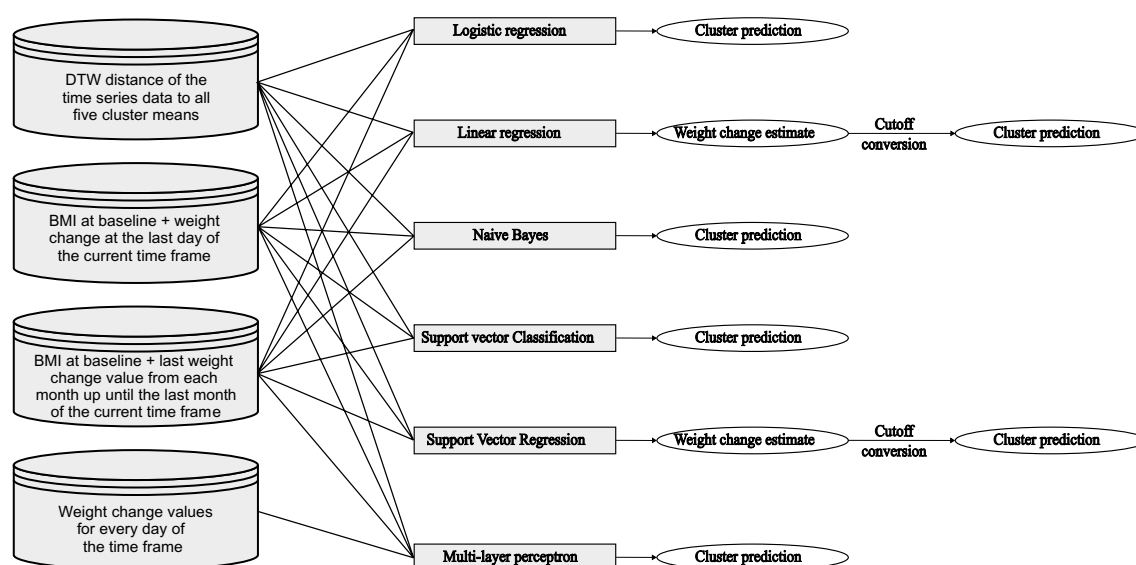 DTW distance of the
time series data to all
five cluster means
BMI at baseline + weight
change at the last day of
the current time frame
BMI at baseline + last weight
change value from each
month up until the last month
of the current time frame
Weight change values
for every day of
the time frame
Logistic regression
Cluster prediction
Linear regression
Weight change estimate
Cutoff
conversion
Cluster prediction
Naive Bayes
Cluster prediction
Support vector Classification
Cluster prediction
Support Vector Regression
Weight change estimate
Cutoff
conversion
Cluster prediction
Multi-layer perceptron
Cluster prediction